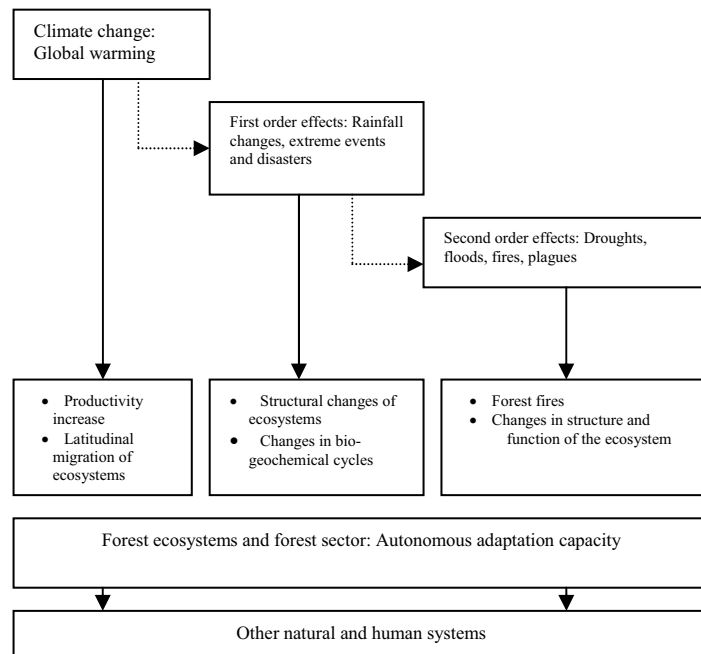 Climate change:
Global warming
First order effects: Rainfall
changes, extreme events
and disasters
Second order effects: Droughts,
floods, fires, plagues
• Productivity
increase
• Latitudinal
migration of
ecosystems
• Structural changes of
ecosystems
• Changes in bio-
geochemical cycles
• Forest fires
• Changes in structure and
function of the ecosystem
Forest ecosystems and forest sector: Autonomous adaptation capacity
Other natural and human systems